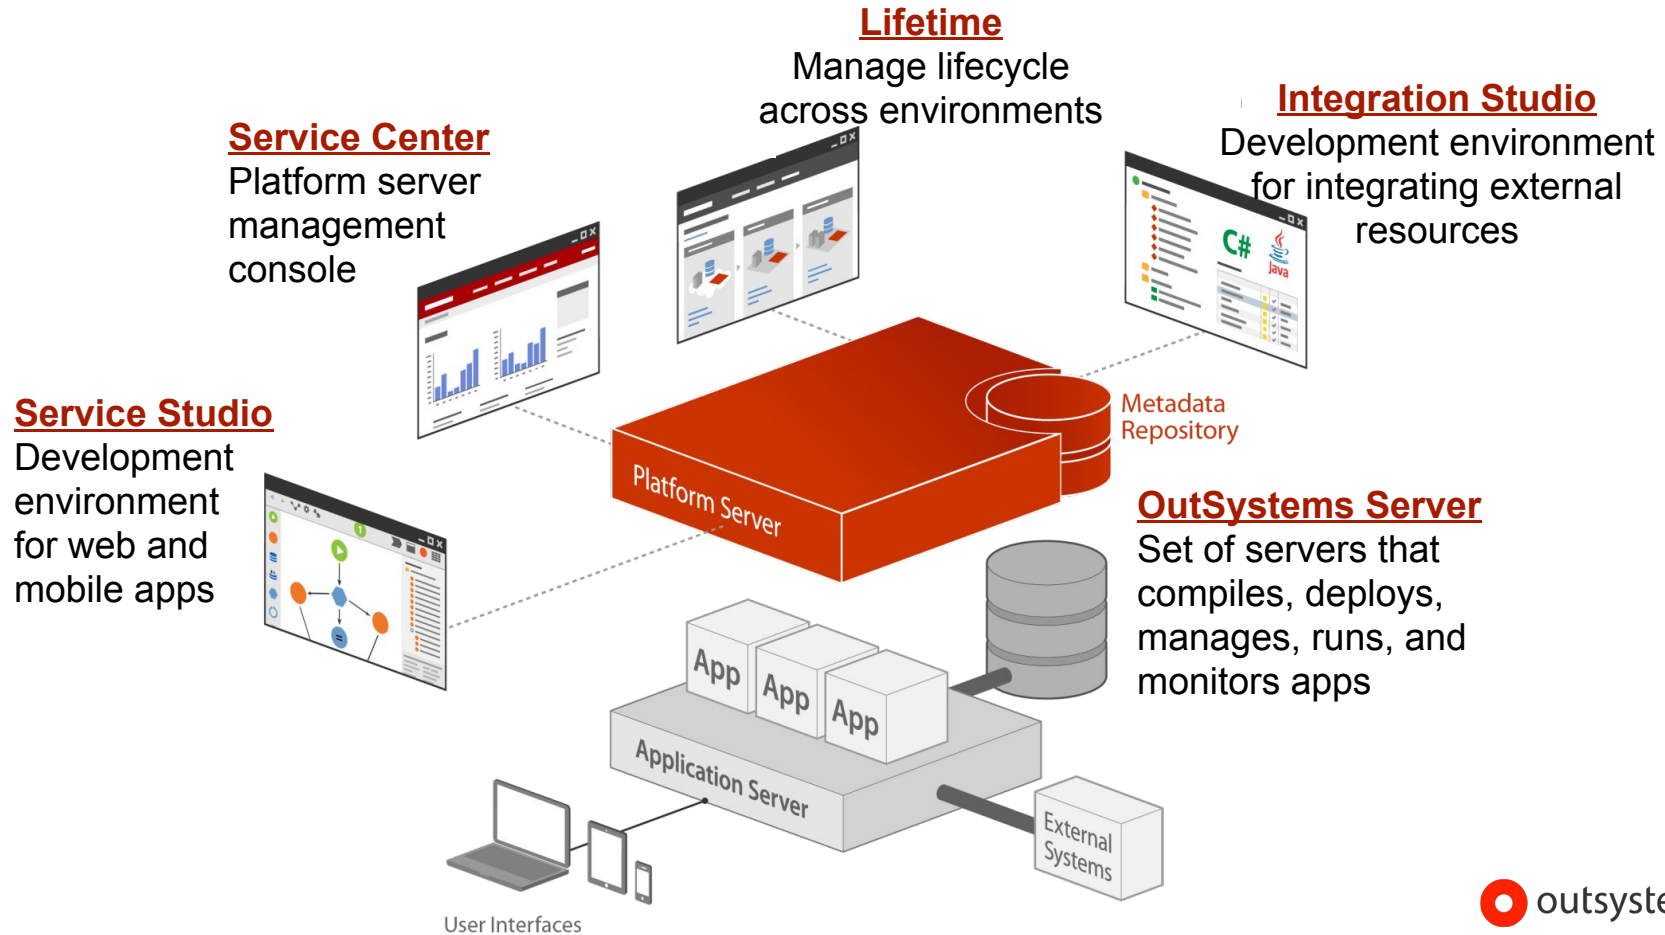 Lifetime
Manage lifecycle
across environments
Integration Studio
Development environment
for integrating external
resources
Service Center
Platform server
management
console
C#
Java
Service Studio
Development
environment
for web and
mobile apps
Metadata
Repository
Platform Server
OutSystems Server
Set of servers that
compiles, deploys,
manages, runs, and
monitors apps
1
=
App
App
App
Application Server
External
Systems
User Interfaces
outsyste